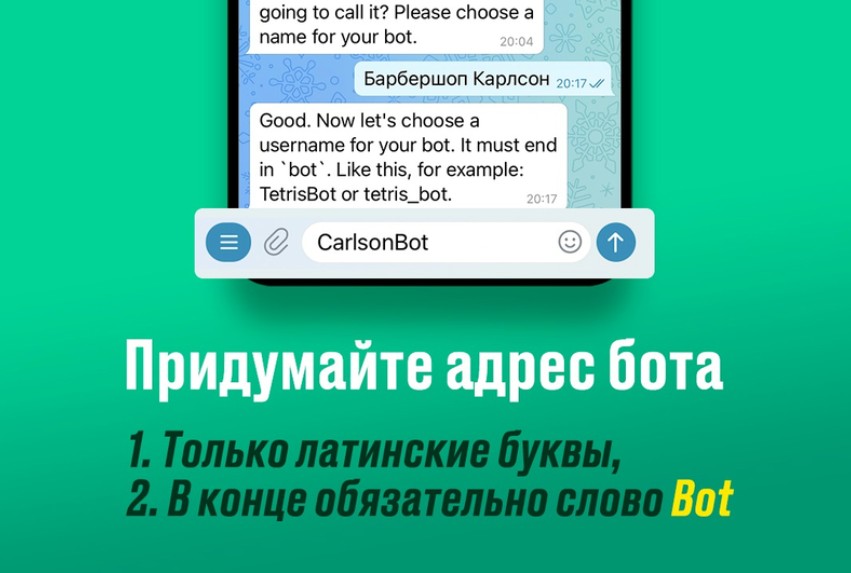 going to call it? Please choose a
name for your bot.
20:04
Барбершоп Карлсон 20:17
Good. Now let's choose a
username for your bot. It must end
in `bot`. Like this, for example:
TetrisBot or tetris_bot.
20:17
CarlsonBot
Придумайте адрес бота
1. Только латинские буквы,
2. В конце обязательно слово Bot